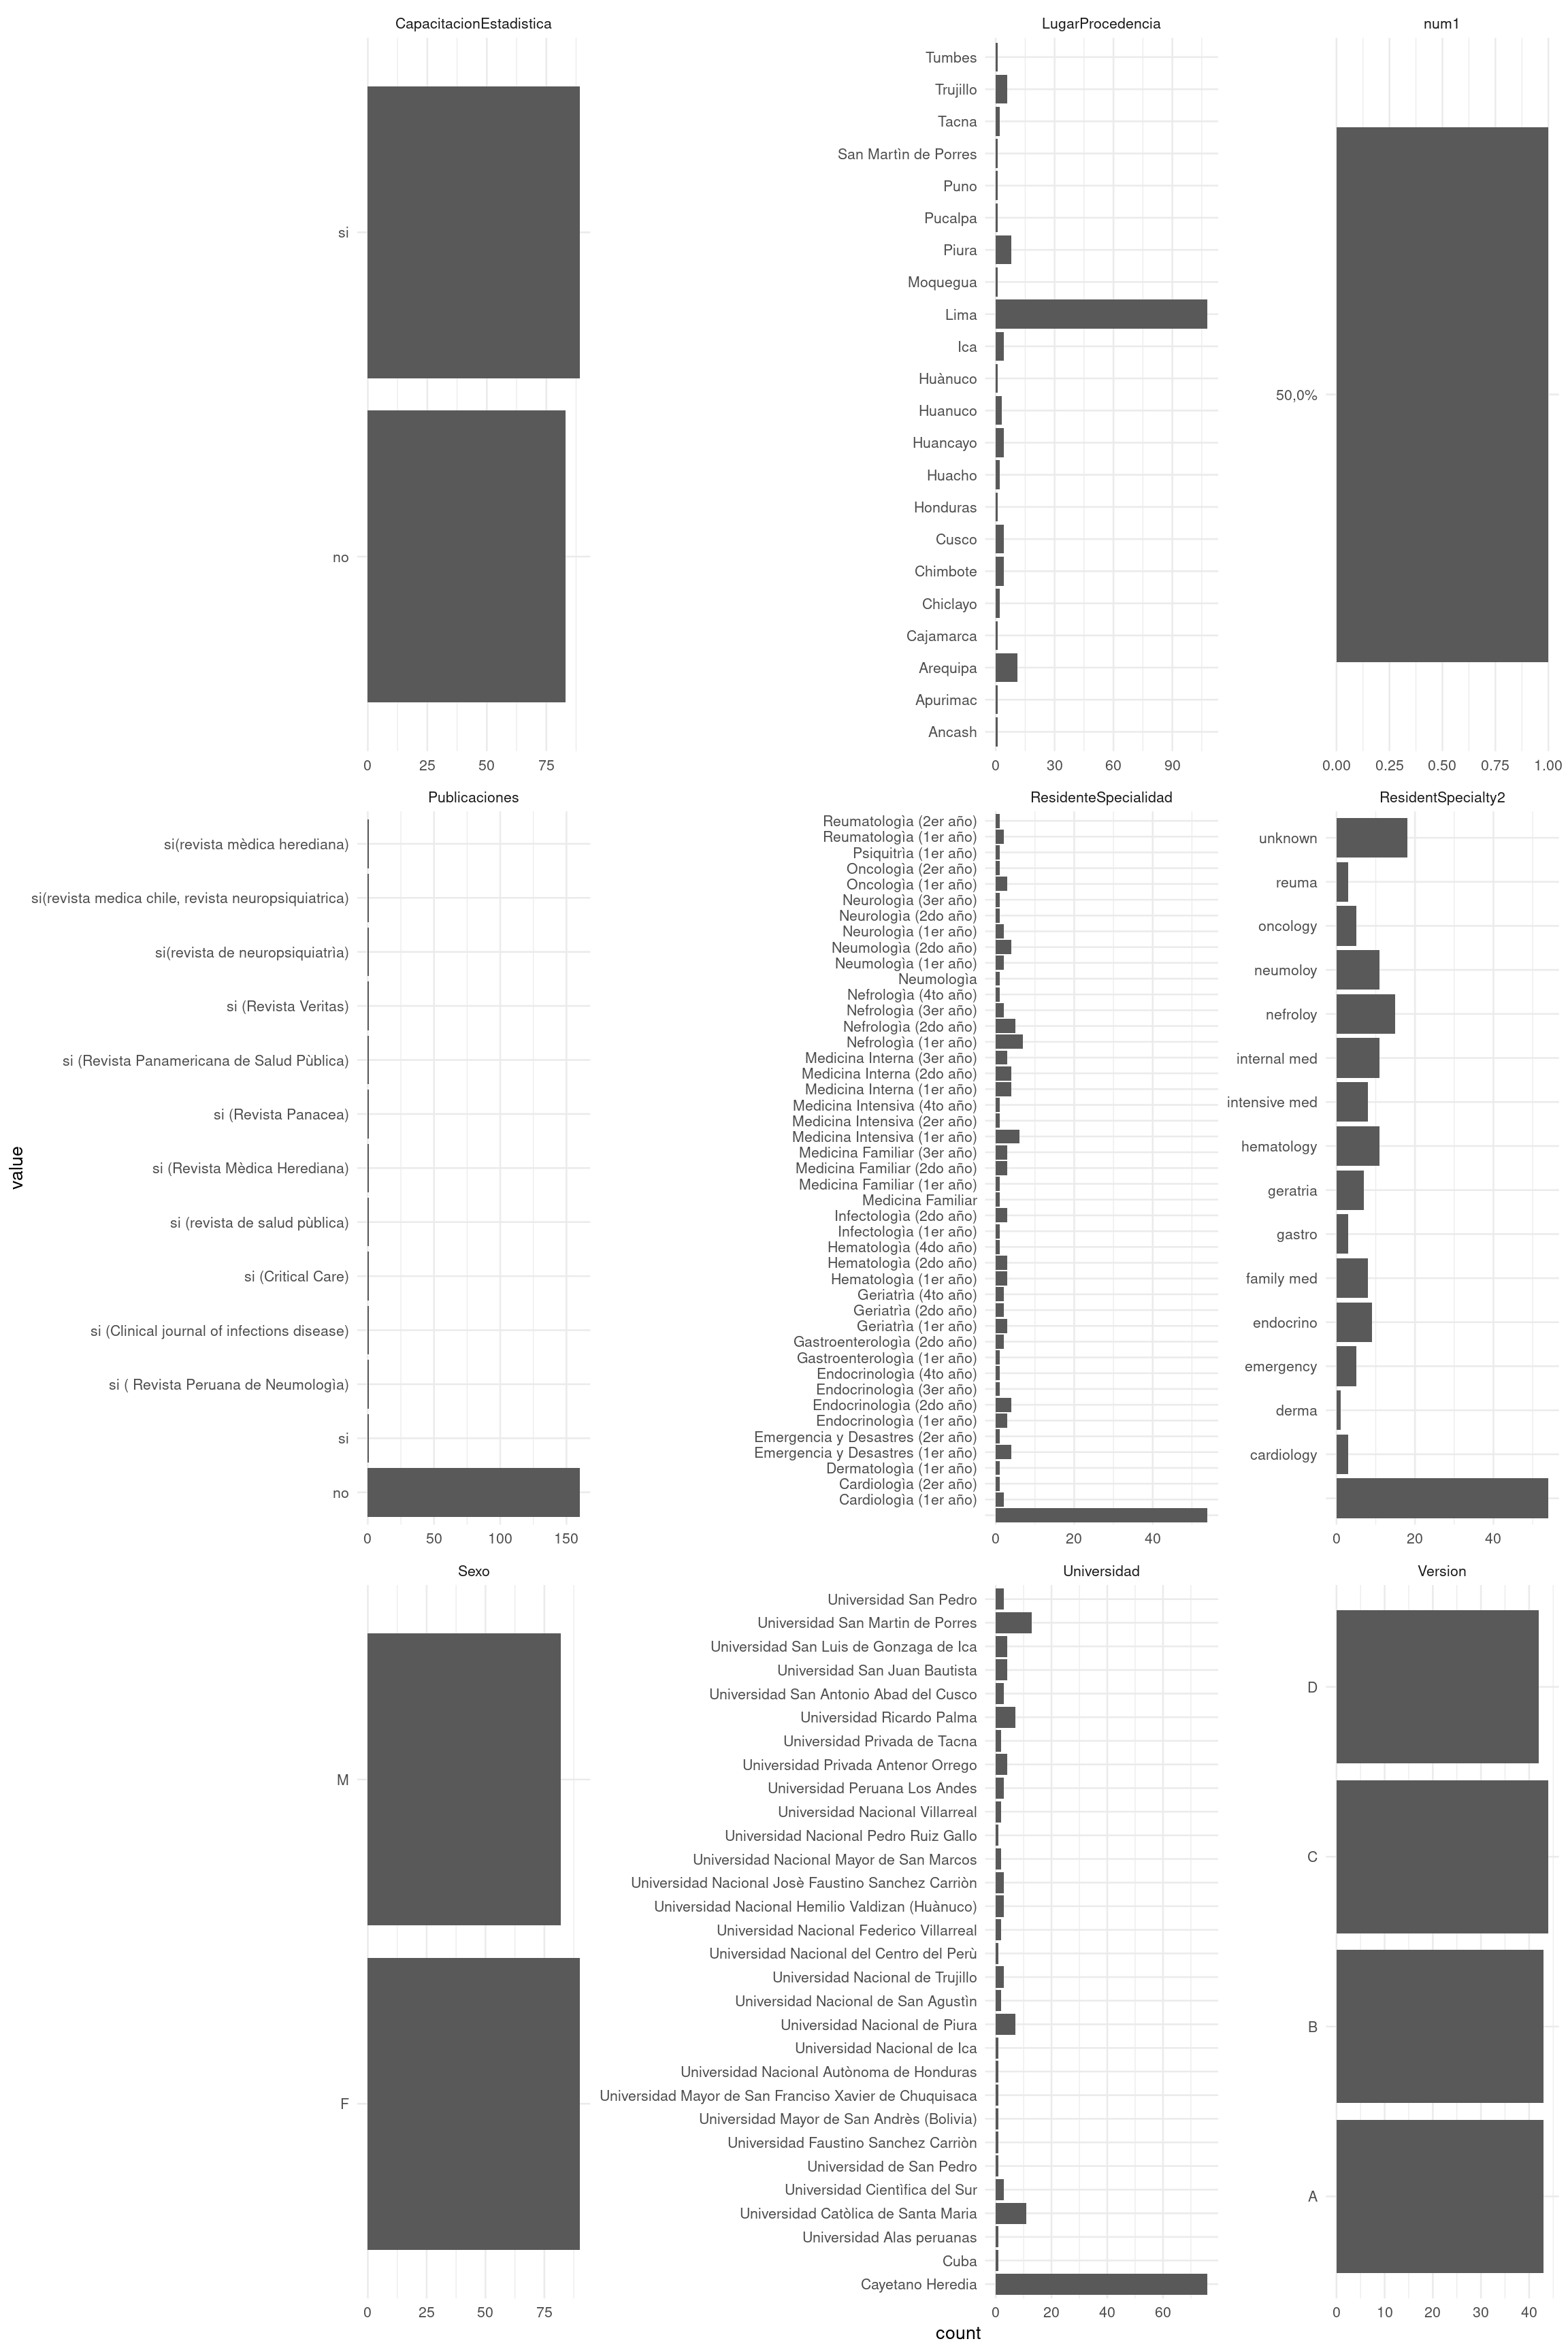 CapacitacionEstadistica
si
no
0 25 50 75
LugarProcedencia
Tumbes
Trujillo
Tacna
San Martìn de Porres
Puno
Pucalpa
Piura
Moquegua
Lima
Ica
Huànuco
Huanuco
Huancayo
Huacho
Honduras
Cusco
Chimbote
Chiclayo
Cajamarca
Arequipa
Apurimac
Ancash
0 30 60 90
num1
50,0%
0.00 0.25 0.50 0.75 1.00
Publicaciones
si(revista mèdica herediana)
si(revista medica chile, revista neuropsiquiatrica)
si(revista de neuropsiquiatrìa)
si (Revista Veritas)
si (Revista Panamericana de Salud Pùblica)
si (Revista Panacea)
si (Revista Mèdica Herediana)
si (revista de salud pùblica)
si (Critical Care)
si (Clinical journal of infections disease)
si ( Revista Peruana de Neumologìa)
si
no
0 50 100 150
ResidenteSpecialidad
Reumatologìa (2er año)
Reumatologìa (1er año)
Psiquitrìa (1er año)
Oncologìa (2er año)
Oncologìa (1er año)
Neurologìa (3er año)
Neurologìa (2do año)
Neurologìa (1er año)
Neumologìa (2do año)
Neumologìa (1er año)
Neumologìa
Nefrologìa (4to año)
Nefrologìa (3er año)
Nefrologìa (2do año)
Nefrologìa (1er año)
Medicina Interna (3er año)
Medicina Interna (2do año)
Medicina Interna (1er año)
Medicina Intensiva (4to año)
Medicina Intensiva (2er año)
Medicina Intensiva (1er año)
Medicina Familiar (3er año)
Medicina Familiar (2do año)
Medicina Familiar (1er año)
Medicina Familiar
Infectologìa (2do año)
Infectologìa (1er año)
Hematologìa (4do año)
Hematologìa (2do año)
Hematologìa (1er año)
Geriatrìa (4to año)
Geriatrìa (2do año)
Geriatrìa (1er año)
Gastroenterologìa (2do año)
Gastroenterologìa (1er año)
Endocrinologìa (4to año)
Endocrinologìa (3er año)
Endocrinologìa (2do año)
Endocrinologìa (1er año)
Emergencia y Desastres (2er año)
Emergencia y Desastres (1er año)
Dermatologìa (1er año)
Cardiologìa (2er año)
Cardiologìa (1er año)
0 20 40
ResidentSpecialty2
unknown
reuma
oncology
neumoloy
nefroloy
internal med
intensive med
hematology
geratria
gastro
family med
endocrino
emergency
derma
cardiology
0 20 40
Sexo
M
F
0 25 50 75
Universidad
Universidad San Pedro
Universidad San Martin de Porres
Universidad San Luis de Gonzaga de Ica
Universidad San Juan Bautista
Universidad San Antonio Abad del Cusco
Universidad Ricardo Palma
Universidad Privada de Tacna
Universidad Privada Antenor Orrego
Universidad Peruana Los Andes
Universidad Nacional Villarreal
Universidad Nacional Pedro Ruiz Gallo
Universidad Nacional Mayor de San Marcos
Universidad Nacional Josè Faustino Sanchez Carriòn
Universidad Nacional Hemilio Valdizan (Huànuco)
Universidad Nacional Federico Villarreal
Universidad Nacional del Centro del Perù
Universidad Nacional de Trujillo
Universidad Nacional de San Agustìn
Universidad Nacional de Piura
Universidad Nacional de Ica
Universidad Nacional Autònoma de Honduras
Universidad Mayor de San Franciso Xavier de Chuquisaca
Universidad Mayor de San Andrès (Bolivia)
Universidad Faustino Sanchez Carriòn
Universidad de San Pedro
Universidad Cientìfica del Sur
Universidad Catòlica de Santa Maria
Universidad Alas peruanas
Cuba
Cayetano Heredia
0 20 40 60
Version
D
C
B
A
0 10 20 30 40
value
count